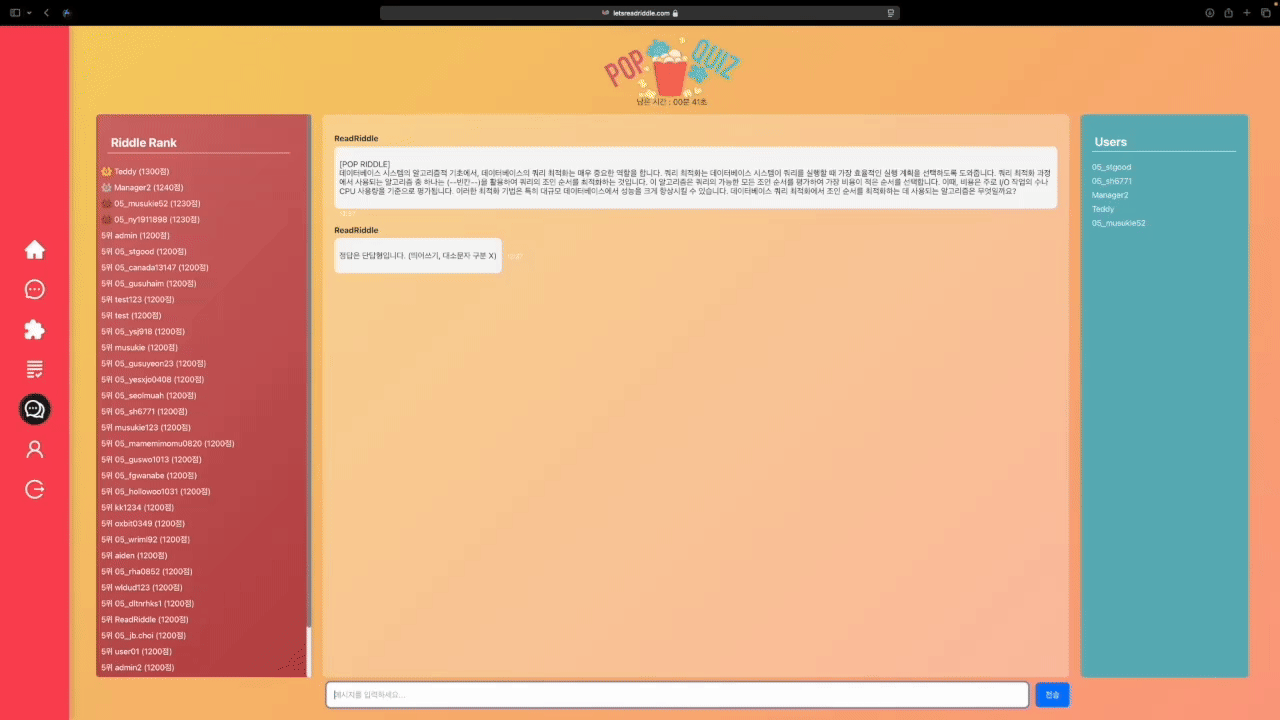 letsreadriddle.com
POP QUIZ
남은 시간 : 00분 41초
Riddle Rank
Teddy (1300점)
Manager2 (1240점)
05_musukie52 (1230점)
05_ny1911898 (1230점)
5위 admin (1200점)
5위 05_stgood (1200점)
5위 05_canada13147 (1200점)
5위 05_gusuhaim (1200점)
5위 test123 (1200점)
5위 test (1200점)
5위 05_ysj918 (1200점)
5위 musukie (1200점)
5위 05_gusuyeon23 (1200점)
5위 05_yesxjo0408 (1200점)
5위 05_seolmuah (1200점)
5위 05_sh6771 (1200점)
5위 musukie123 (1200점)
5위 05_mamemimomu0820 (1200점)
5위 05_guswo1013 (1200점)
5위 05_fgwanabe (1200점)
5위 05_hollowoo1031 (1200점)
5위 kk1234 (1200점)
5위 oxbit0349 (1200점)
5위 05_wriml92 (1200점)
5위 aiden (1200점)
5위 05_rha0852 (1200점)
5위 wldud123 (1200점)
5위 05_dltnrhks1 (1200점)
5위 ReadRiddle (1200점)
5위 05_jb.choi (1200점)
5위 user01 (1200점)
5위 admin2 (1200점)
ReadRiddle
[POP RIDDLE]
데이터베이스 시스템의 알고리즘적 기초에서, 데이터베이스의 쿼리 최적화는 매우 중요한 역할을 합니다. 쿼리 최적화는 데이터베이스 시스템이 쿼리를 실행할 때 가장 효율적인 실행 계획을 선택하도록 도와줍니다. 쿼리 최적화 과정
에서 사용되는 알고리즘 중 하나는 (--빈칸--)을 활용하여 쿼리의 조인 순서를 최적화하는 것입니다. 이 알고리즘은 쿼리의 가능한 모든 조인 순서를 평가하여 가장 비용이 적은 순서를 선택합니다. 이때, 비용은 주로 I/O 작업의 수나
CPU 사용량을 기준으로 평가됩니다. 이러한 최적화 기법은 특히 대규모 데이터베이스에서 성능을 크게 향상시킬 수 있습니다. 데이터베이스 쿼리 최적화에서 조인 순서를 최적화하는 데 사용되는 알고리즘은 무엇일까요?
ReadRiddle
정답은 단답형입니다. (띄어쓰기, 대소문자 구분 X)
메시지를 입력하세요...
전송
Users
05_stgood
05_sh6771
Manager2
Teddy
05_musukie52